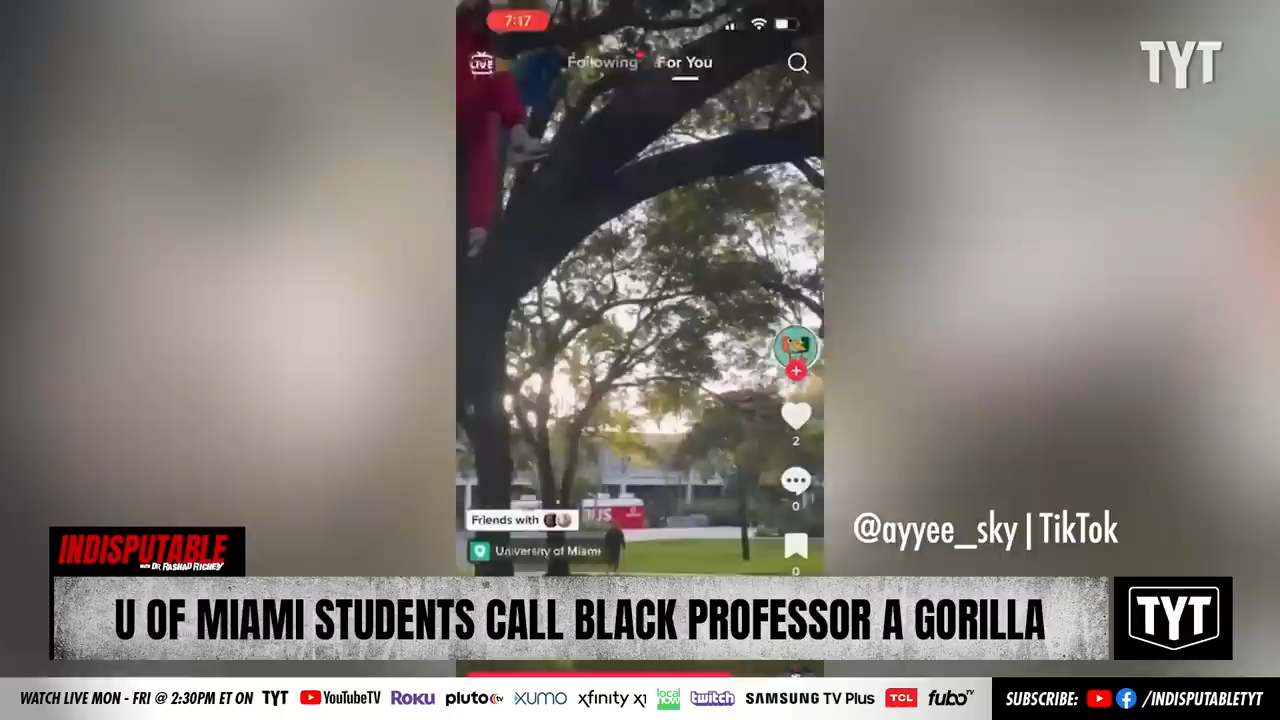 7:17
LIVE
Following
For You
TYT
2
0
Friends with
US
University of Miami
0
@ayyee_sky | TikTok
INDISPUTABLE
WITH DR. RASHAD RICHEY
U OF MIAMI STUDENTS CALL BLACK PROFESSOR A GORILLA
TYT
WATCH LIVE MON - FRI @ 2:30PM ET ON TYT YouTubeTV Roku pluto tv XUMO xfinity x1 local now twitch SAMSUNG TV Plus TCL fubo TV
SUBSCRIBE: /INDISPUTABLETYT